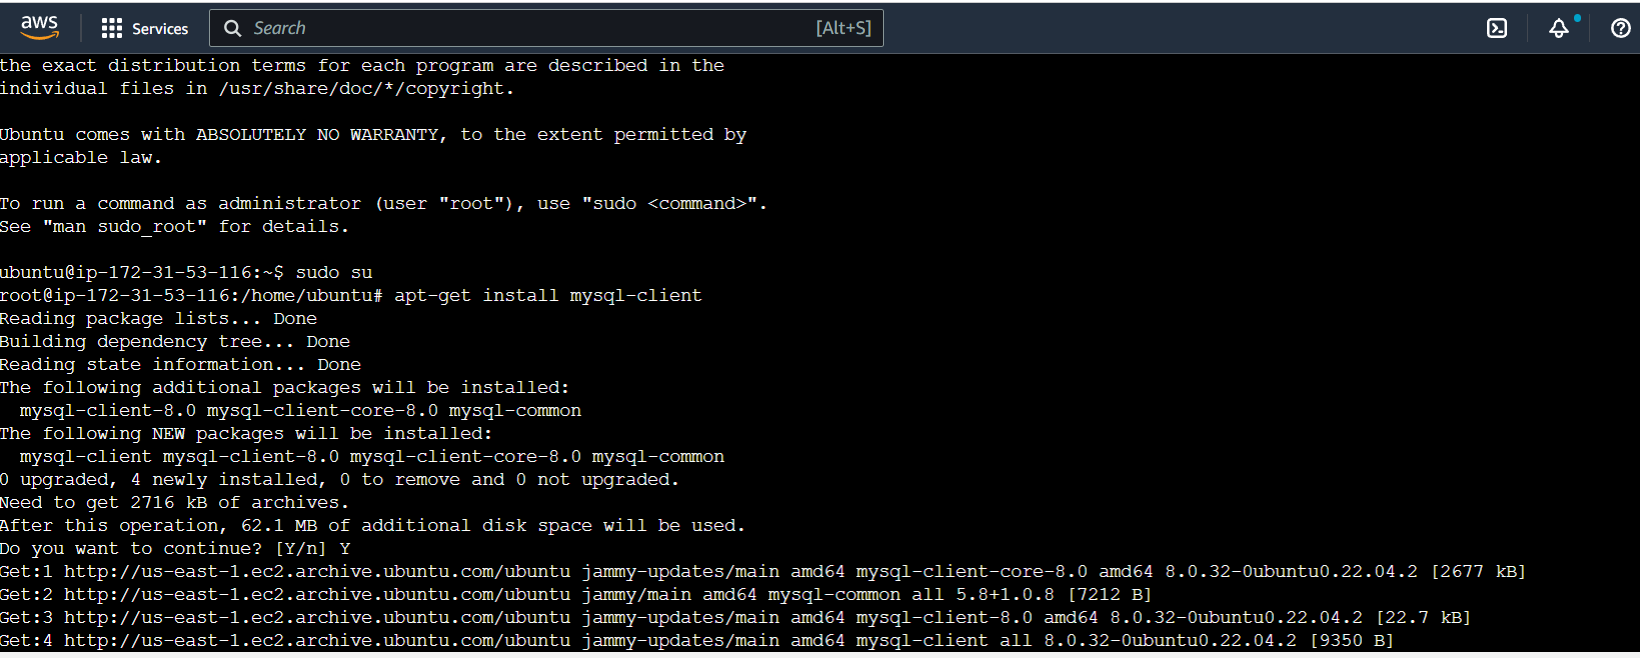 aws Services Search [Alt+S]
the exact distribution terms for each program are described in the
individual files in /usr/share/doc/*/copyright.
Ubuntu comes with ABSOLUTELY NO WARRANTY, to the extent permitted by
applicable law.
To run a command as administrator (user "root"), use "sudo <command>".
See "man sudo_root" for details.
ubuntu@ip-172-31-53-116:~$ sudo su
root@ip-172-31-53-116:/home/ubuntu# apt-get install mysql-client
Reading package lists... Done
Building dependency tree... Done
Reading state information... Done
The following additional packages will be installed:
mysql-client-8.0 mysql-client-core-8.0 mysql-common
The following NEW packages will be installed:
mysql-client mysql-client-8.0 mysql-client-core-8.0 mysql-common
0 upgraded, 4 newly installed, 0 to remove and 0 not upgraded.
Need to get 2716 kB of archives.
After this operation, 62.1 MB of additional disk space will be used.
Do you want to continue? [Y/n] Y
Get:1 http://us-east-1.ec2.archive.ubuntu.com/ubuntu jammy-updates/main amd64 mysql-client-core-8.0 amd64 8.0.32-0ubuntu0.22.04.2 [2677 kB]
Get:2 http://us-east-1.ec2.archive.ubuntu.com/ubuntu jammy/main amd64 mysql-common all 5.8+1.0.8 [7212 B]
Get:3 http://us-east-1.ec2.archive.ubuntu.com/ubuntu jammy-updates/main amd64 mysql-client-8.0 amd64 8.0.32-0ubuntu0.22.04.2 [22.7 kB]
Get:4 http://us-east-1.ec2.archive.ubuntu.com/ubuntu jammy-updates/main amd64 mysql-client all 8.0.32-0ubuntu0.22.04.2 [9350 B]